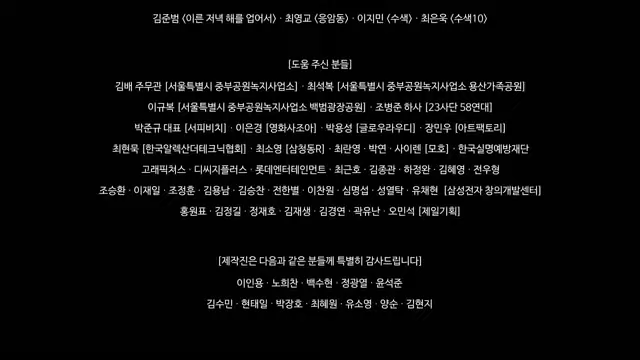 김준범 <이른 저녁 해를 업어서> · 최영교 <응암동> · 이지민 <수색> · 최은욱 <수색10>
[도움 주신 분들]
김배 주무관 [서울특별시 중부공원녹지사업소] · 최석복 [서울특별시 중부공원녹지사업소 용산가족공원]
이규복 [서울특별시 중부공원녹지사업소 백범광장공원] · 조병준 하사 [23사단 58연대]
박준규 대표 [서피비치] · 이은경 [영화사조아] · 박용성 [글로우라우디] · 장민우 [아트팩토리]
최현묵 [한국알렉산더테크닉협회] · 최소영 [삼청동R] · 최란영 · 박연 · 사이렌 [모호] · 한국실명예방재단
고래픽쳐스 · 디씨지플러스 · 롯데엔터테인먼트 · 최근호 · 김종관 · 하정완 · 김혜영 · 전우형
조승환 · 이재일 · 조정훈 · 김용남 · 김승찬 · 전한별 · 이찬원 · 심명섭 · 성열탁 · 유채현 [삼성전자 창의개발센터]
홍원표 · 김정길 · 정재호 · 김재생 · 김경연 · 곽유난 · 오민석 [제일기획]
[제작진은 다음과 같은 분들께 특별히 감사드립니다]
이인용 · 노희찬 · 백수현 · 정광열 · 윤석준
김수민 · 현태일 · 박장호 · 최혜원 · 유소영 · 양순 · 김현지